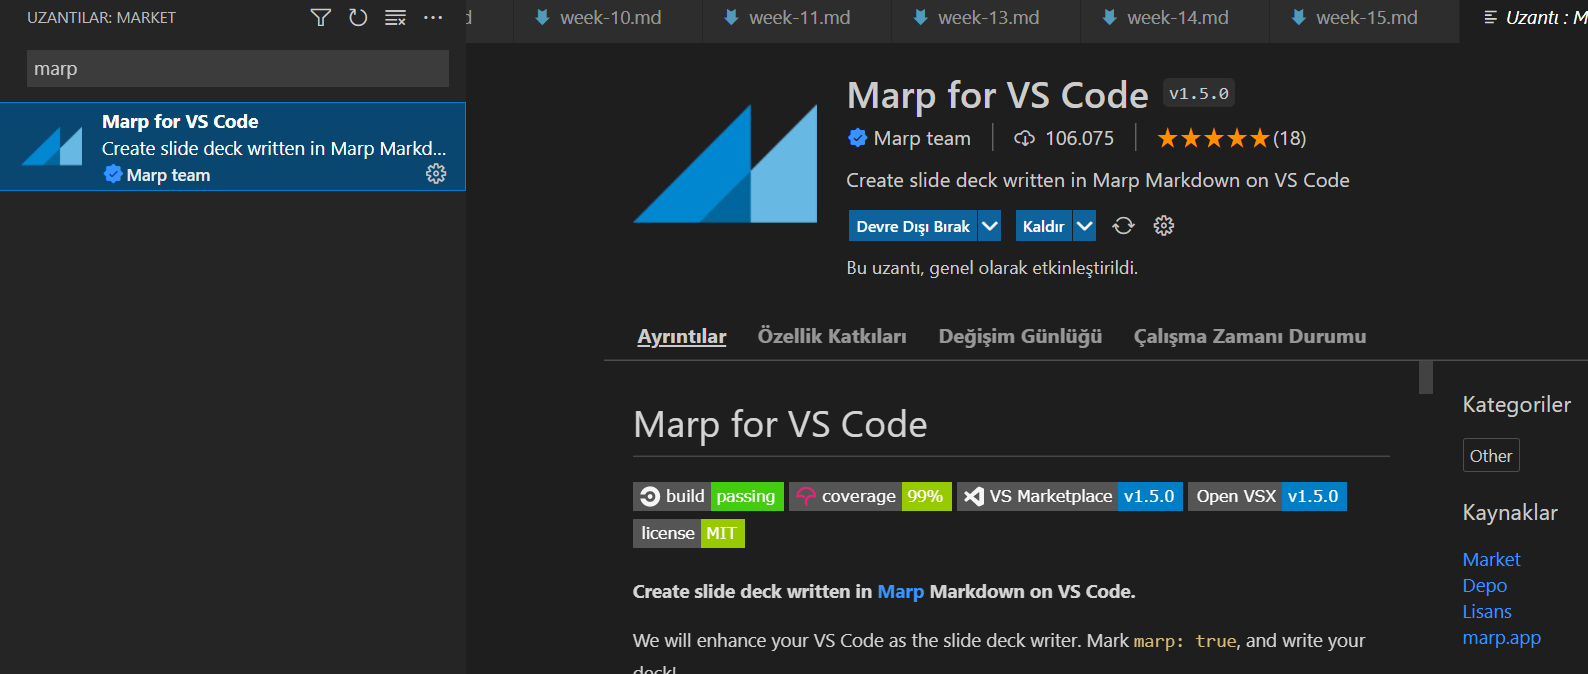 UZANTILAR: MARKET
marp
Marp for VS Code
Create slide deck written in Marp Markd...
Marp team
week-10.md
week-11.md
week-13.md
week-14.md
week-15.md
Uzantı : M
Marp for VS Code v1.5.0
Marp team 106.075 (18)
Create slide deck written in Marp Markdown on VS Code
Devre Dışı Bırak Kaldır
Bu uzantı, genel olarak etkinleştirildi.
Ayrıntılar Özellik Katkıları Değişim Günlüğü Çalışma Zamanı Durumu
Marp for VS Code
build passing coverage 99% VS Marketplace v1.5.0 Open VSX v1.5.0
license MIT
Create slide deck written in Marp Markdown on VS Code.
We will enhance your VS Code as the slide deck writer. Mark marp: true, and write your
deck!
Kategoriler
Other
Kaynaklar
Market
Depo
Lisans
marp.app